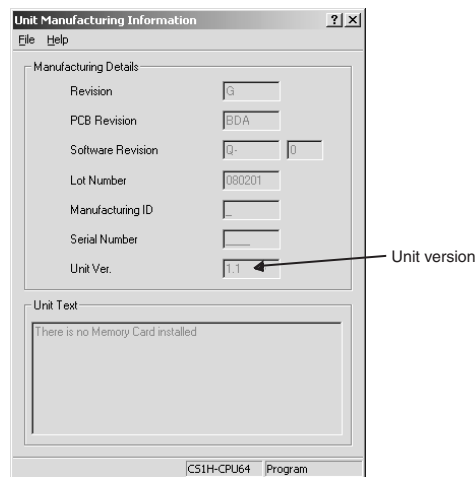 Unit Manufacturing Information
File Help
Manufacturing Details
Revision G
PCB Revision BDA
Software Revision Q- 0
Lot Number 080201
Manufacturing ID _
Serial Number ___
Unit Ver. 1.1
Unit version
Unit Text
There is no Memory Card installed
CS1H-CPU64 Program